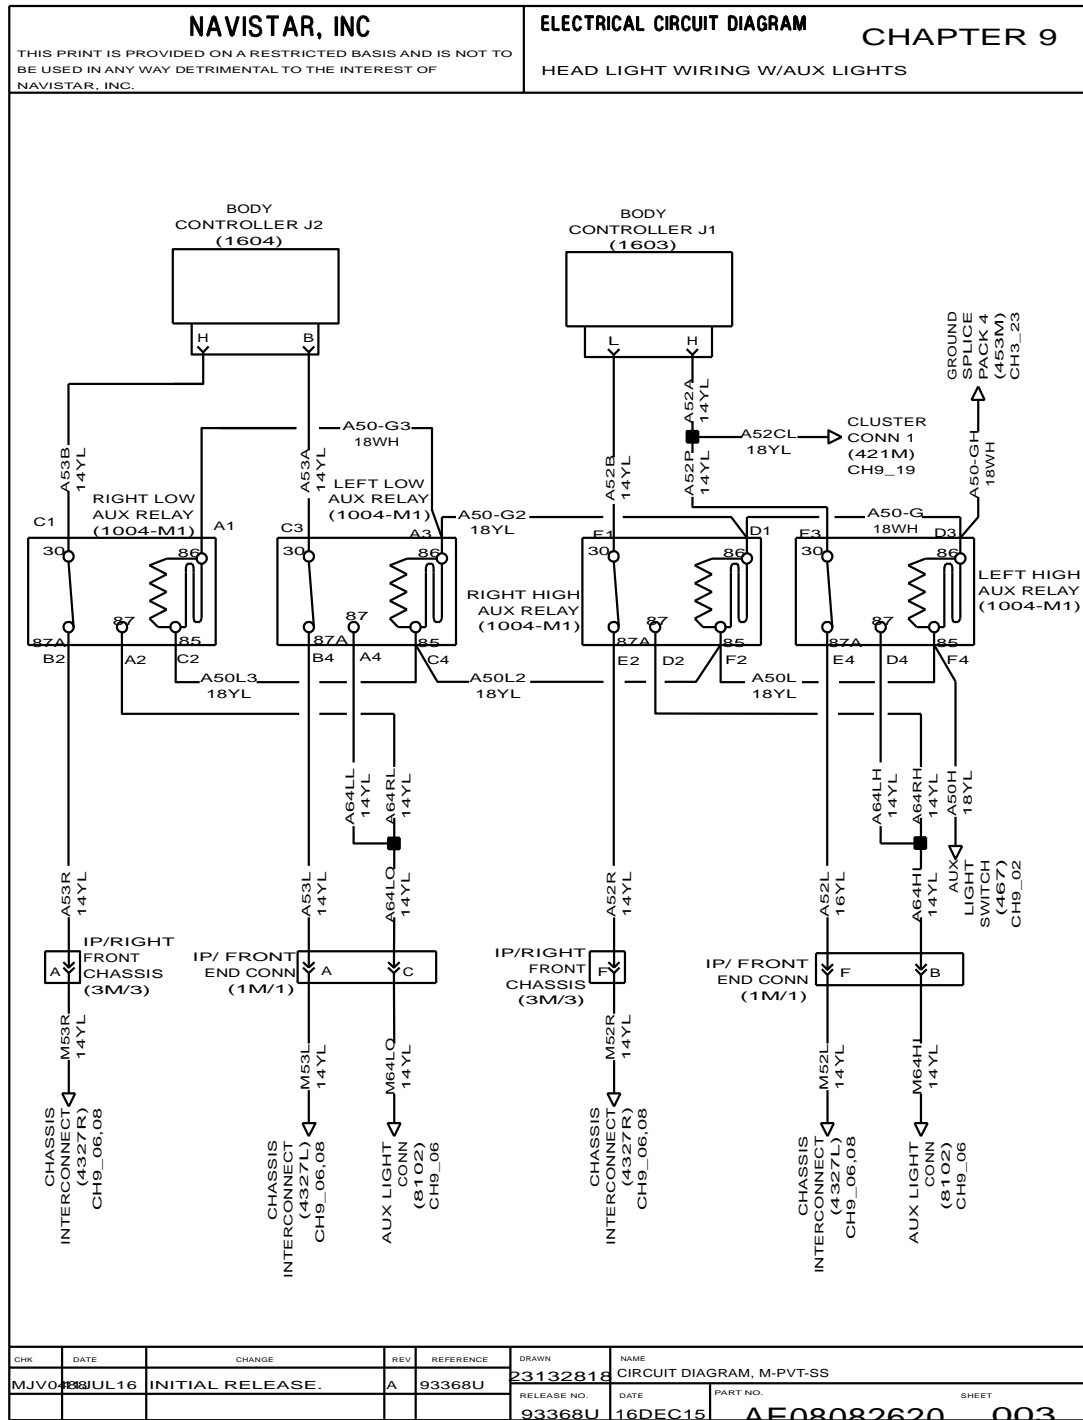 NAVISTAR, INC
THIS PRINT IS PROVIDED ON A RESTRICTED BASIS AND IS NOT TO
BE USED IN ANY WAY DETRIMENTAL TO THE INTEREST OF
NAVISTAR, INC.
ELECTRICAL CIRCUIT DIAGRAM
CHAPTER 9
HEAD LIGHT WIRING W/AUX LIGHTS
BODY
CONTROLLER J2
(1604)
H
B
BODY
CONTROLLER J1
(1603)
L
H
GROUND
SPLICE
PACK 4
(453M)
CH3_23
A53B
14YL
A50-G3
18WH
A53A
14YL
A52B
14YL
A52A
14YL
A52P
14YL
A52CL
18YL
CLUSTER
CONN 1
(421M)
CH9_19
A50-GH
18WH
RIGHT LOW
AUX RELAY
(1004-M1)
C1
A1
30
86
87
87A
85
B2
A2
C2
LEFT LOW
AUX RELAY
(1004-M1)
C3
A3
30
86
87
87A
85
B4
A4
C4
A50-G2
18YL
RIGHT HIGH
AUX RELAY
(1004-M1)
E1
D1
30
86
87
87A
85
E2
D2
F2
A50-G
18WH
LEFT HIGH
AUX RELAY
(1004-M1)
E3
D3
30
86
87
87A
85
E4
D4
F4
A50L3
18YL
A50L2
18YL
A50L
18YL
A64LL
14YL
A64RL
14YL
A64LH
14YL
A64RH
14YL
A50H
18YL
AUX
LIGHT
SWITCH
(467)
CH9_02
A53R
14YL
A53L
14YL
A64LO
14YL
A52R
14YL
A52L
16YL
A64HL
14YL
IP/RIGHT
FRONT
CHASSIS
(3M/3)
A
IP/ FRONT
END CONN
(1M/1)
A
C
IP/RIGHT
FRONT
CHASSIS
(3M/3)
F
IP/ FRONT
END CONN
(1M/1)
F
B
M53R
14YL
M53L
14YL
M64LO
14YL
M52R
14YL
M52L
14YL
M64HL
14YL
CHASSIS
INTERCONNECT
(4327R)
CH9_06,08
CHASSIS
INTERCONNECT
(4327L)
CH9_06,08
AUX LIGHT
CONN
(8102)
CH9_06
CHASSIS
INTERCONNECT
(4327R)
CH9_06,08
CHASSIS
INTERCONNECT
(4327L)
CH9_06,08
AUX LIGHT
CONN
(8102)
CH9_06
CHK DATE CHANGE REV REFERENCE
INITIAL RELEASE. A 93368U
DRAWN
23132818
NAME
CIRCUIT DIAGRAM, M-PVT-SS
RELEASE NO.
93368U
DATE
16DEC15
PART NO.
AE08082620
SHEET
003